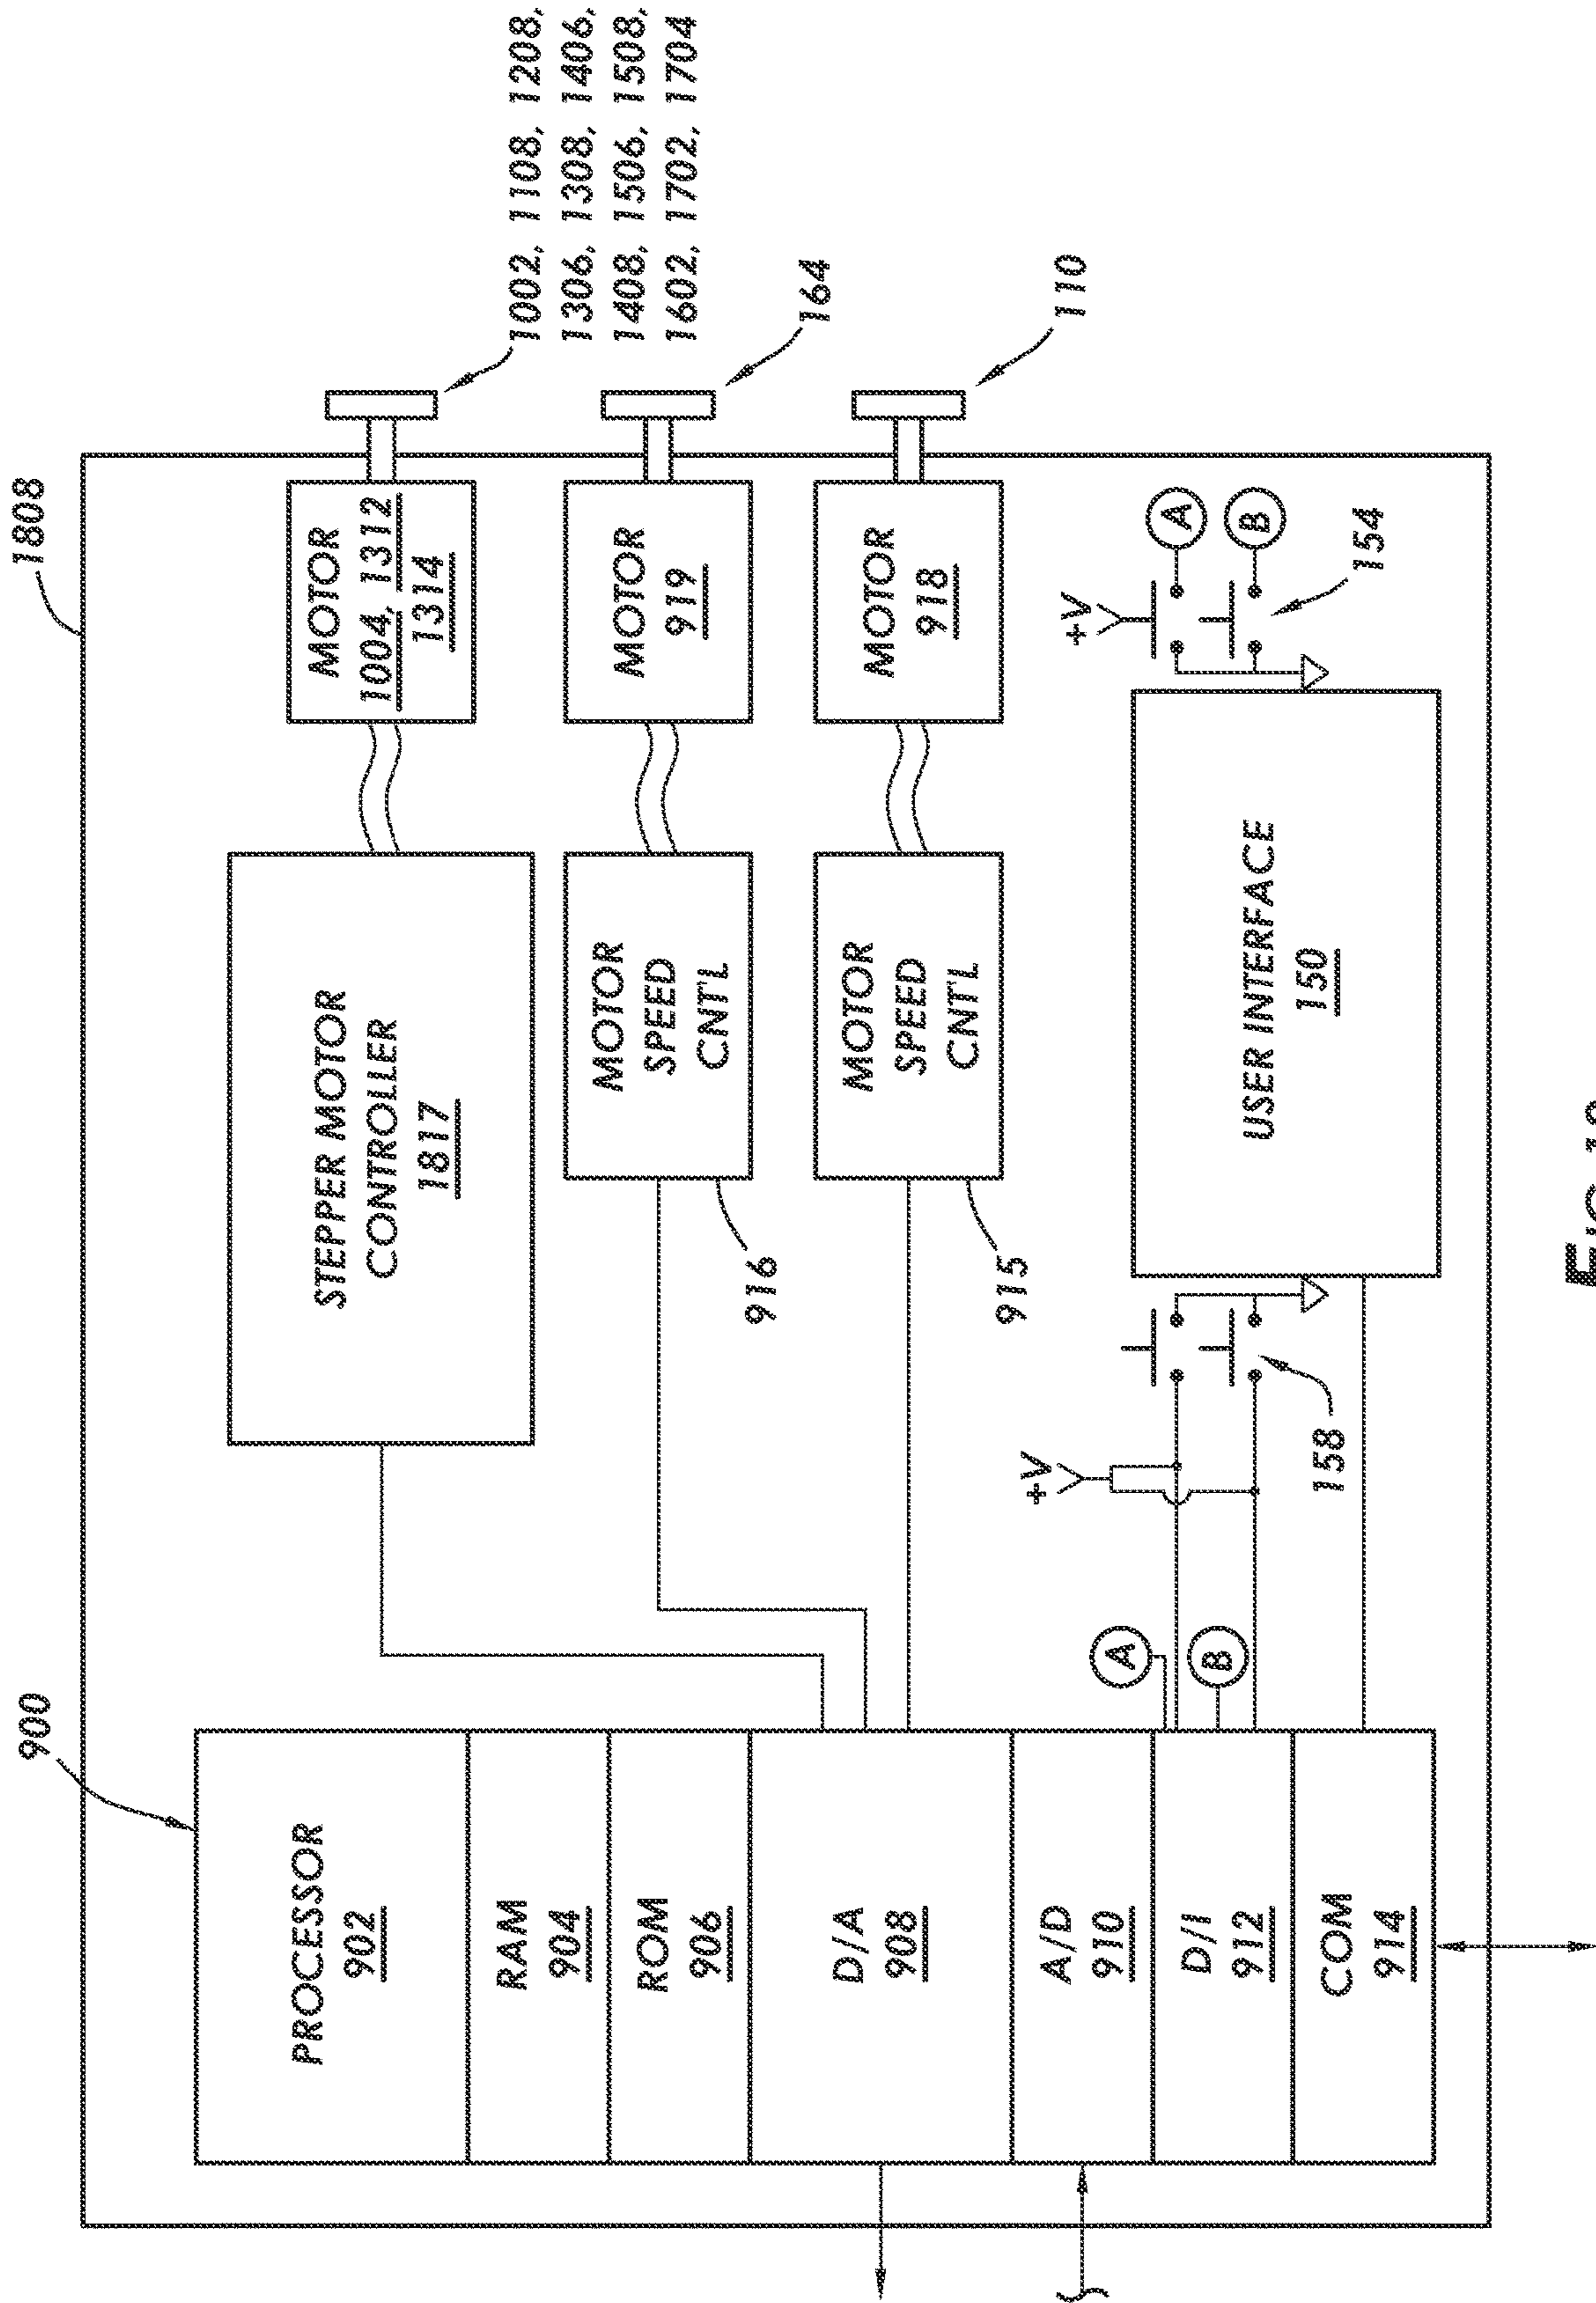 1808
900
PROCESSOR
902
RAM
904
ROM
906
D/A
908
A/D
910
D/I
912
COM
914
STEPPER MOTOR
CONTROLLER
1817
MOTOR
1004, 1312
1314
1002, 1108, 1208,
1306, 1308, 1406,
1408, 1506, 1508,
1602, 1702, 1704
MOTOR
SPEED
CNT'L
916
MOTOR
919
164
MOTOR
SPEED
CNT'L
915
MOTOR
918
110
A
B
+V
158
USER INTERFACE
150
+V
A
B
154